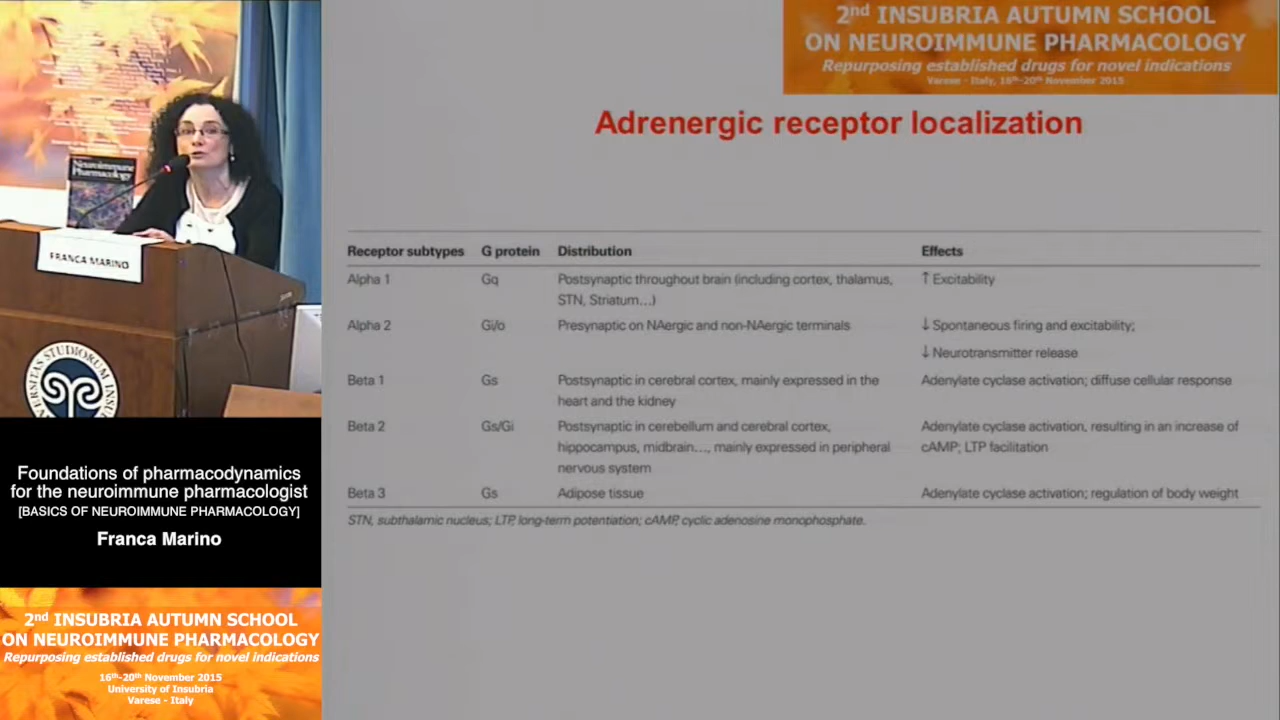 2nd INSUBRIA AUTUMN SCHOOL
ON NEUROIMMUNE PHARMACOLOGY
Repurposing established drugs for novel indications
Varese - Italy, 16th-20th November 2015
Adrenergic receptor localization
Receptor subtypes G protein Distribution Effects
Alpha 1 Gq Postsynaptic throughout brain (including cortex, thalamus, ↑ Excitability
STN, Striatum...)
Alpha 2 Gi/o Presynaptic on NAergic and non-NAergic terminals ↓ Spontaneous firing and excitability;
↓ Neurotransmitter release
Beta 1 Gs Postsynaptic in cerebral cortex, mainly expressed in the Adenylate cyclase activation; diffuse cellular response
heart and the kidney
Beta 2 Gs/Gi Postsynaptic in cerebellum and cerebral cortex, Adenylate cyclase activation, resulting in an increase of
hippocampus, midbrain..., mainly expressed in peripheral cAMP; LTP facilitation
nervous system
Beta 3 Gs Adipose tissue Adenylate cyclase activation; regulation of body weight
STN, subthalamic nucleus; LTP, long-term potentiation; cAMP, cyclic adenosine monophosphate.
Neuroimmune
Pharmacology
FRANCA MARINO
STUDIORUM
Foundations of pharmacodynamics
for the neuroimmune pharmacologist
[BASICS OF NEUROIMMUNE PHARMACOLOGY]
Franca Marino
2nd INSUBRIA AUTUMN SCHOOL
ON NEUROIMMUNE PHARMACOLOGY
Repurposing established drugs for novel indications
16th-20th November 2015
University of Insubria
Varese - Italy